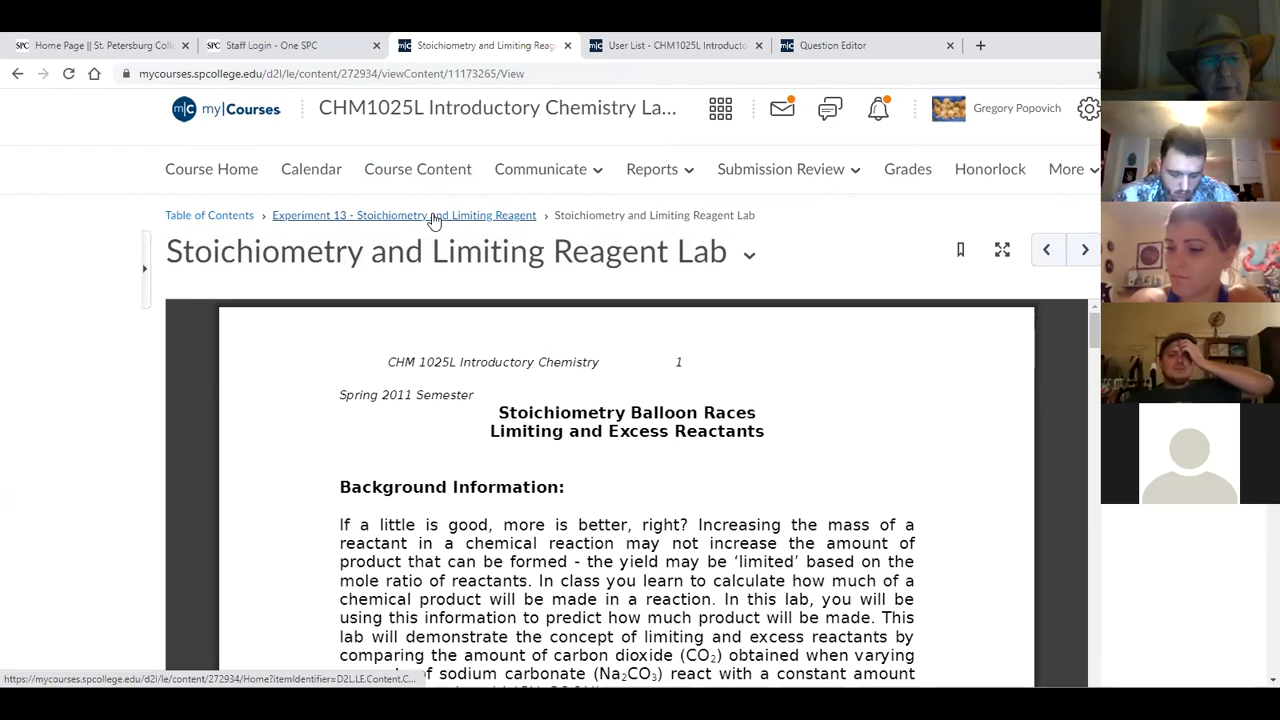 Home Page || St. Petersburg Coll
Staff Login - One SPC
Stoichiometry and Limiting Reag
User List - CHM1025L Introducto
Question Editor
mycourses.spcollege.edu/d2l/le/content/272934/viewContent/11173265/View
my|Courses
CHM1025L Introductory Chemistry La...
Gregory Popovich
Course Home
Calendar
Course Content
Communicate
Reports
Submission Review
Grades
Honorlock
More
Table of Contents › Experiment 13 - Stoichiometry and Limiting Reagent › Stoichiometry and Limiting Reagent Lab
Stoichiometry and Limiting Reagent Lab
CHM 1025L Introductory Chemistry 1
Spring 2011 Semester
Stoichiometry Balloon Races
Limiting and Excess Reactants
Background Information:
If a little is good, more is better, right? Increasing the mass of a
reactant in a chemical reaction may not increase the amount of
product that can be formed - the yield may be ‘limited’ based on the
mole ratio of reactants. In class you learn to calculate how much of a
chemical product will be made in a reaction. In this lab, you will be
using this information to predict how much product will be made. This
lab will demonstrate the concept of limiting and excess reactants by
comparing the amount of carbon dioxide (CO₂) obtained when varying
of sodium carbonate (Na₂CO₃) react with a constant amount
https://mycourses.spcollege.edu/d2l/le/content/272934/Home?itemIdentifier=D2L.LE.Content.C...